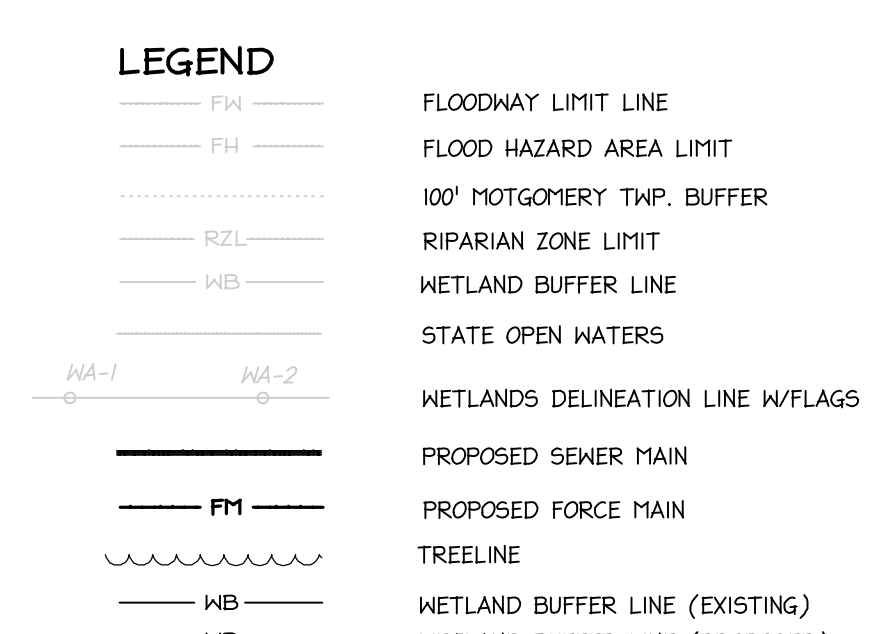 LEGEND
FW FLOODWAY LIMIT LINE
FH FLOOD HAZARD AREA LIMIT
100' MOTGOMERY TWP. BUFFER
RZL RIPARIAN ZONE LIMIT
WB WETLAND BUFFER LINE
STATE OPEN WATERS
WA-1 WA-2
WETLANDS DELINEATION LINE W/FLAGS
PROPOSED SEWER MAIN
FM PROPOSED FORCE MAIN
TREELINE
WB WETLAND BUFFER LINE (EXISTING)